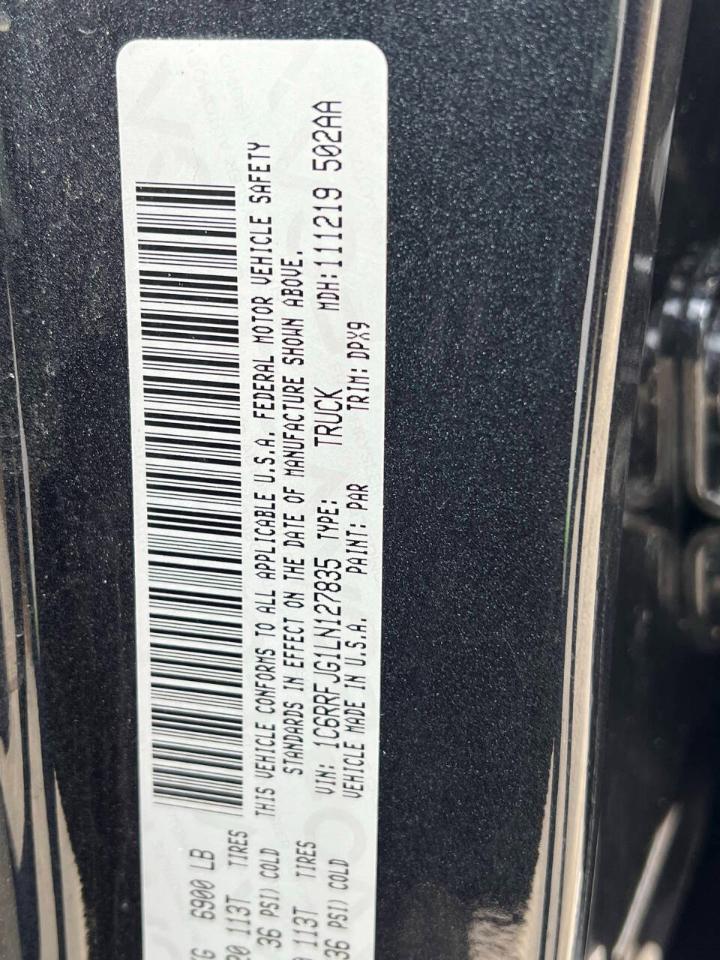 KG 6900 LB
20 113T TIRES
36 PSI) COLD
0 113T TIRES
36 PSI) COLD
THIS VEHICLE CONFORMS TO ALL APPLICABLE U.S.A. FEDERAL MOTOR VEHICLE SAFETY
STANDARDS IN EFFECT ON THE DATE OF MANUFACTURE SHOWN ABOVE.
VIN: 1C6RRFJG1LN127835 TYPE: TRUCK MDH:111219 502AA
VEHICLE MADE IN U.S.A. PAINT: PAR TRIM: DPX9